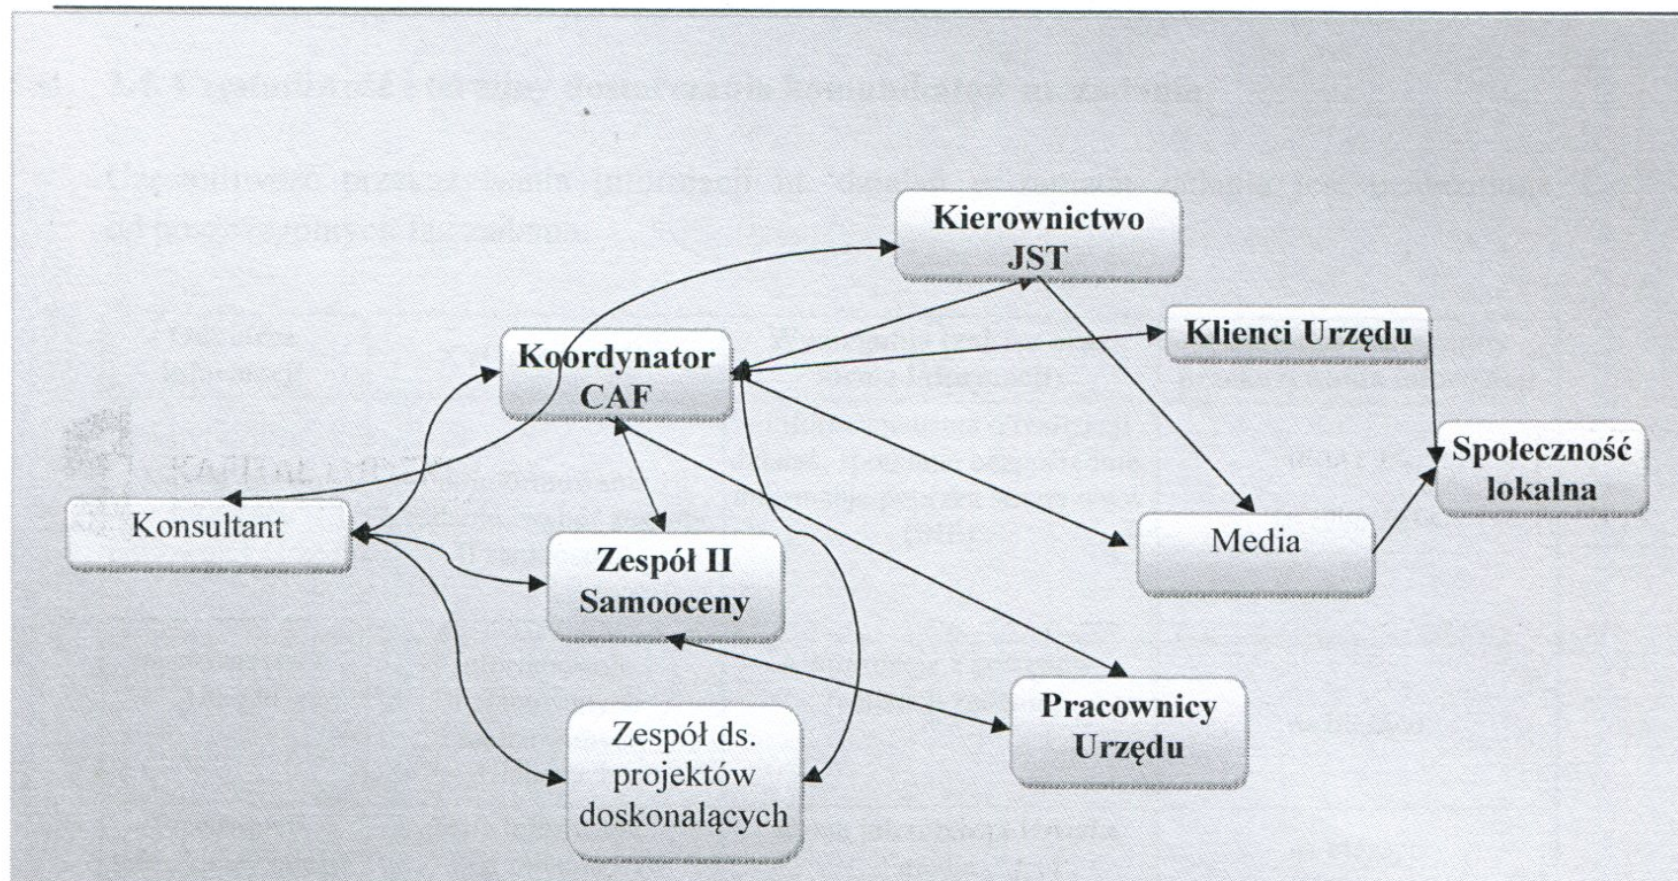 Kierownictwo
JST
Klienci Urzędu
Koordynator
CAF
Społeczność
lokalna
Konsultant
Media
Zespół II
Samooceny
Pracownicy
Urzędu
Zespół ds.
projektów
doskonalących